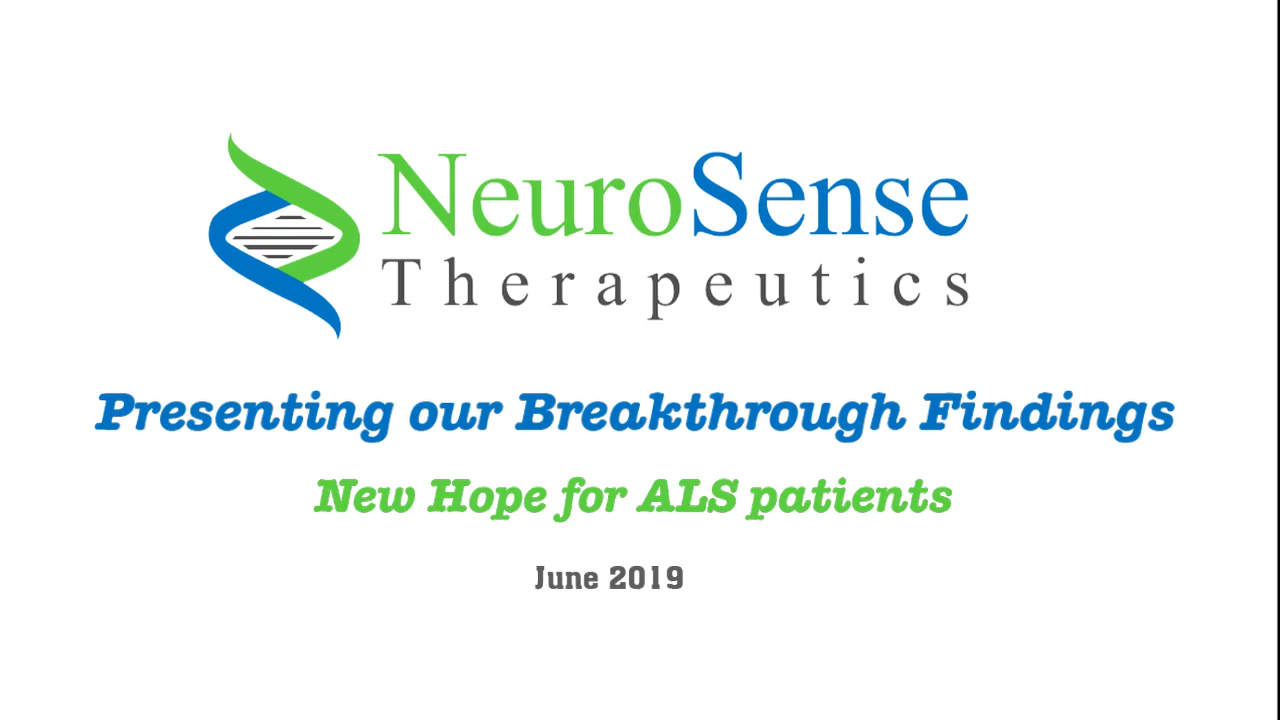 NeuroSense
Therapeutics
Presenting our Breakthrough Findings
New Hope for ALS patients
June 2019